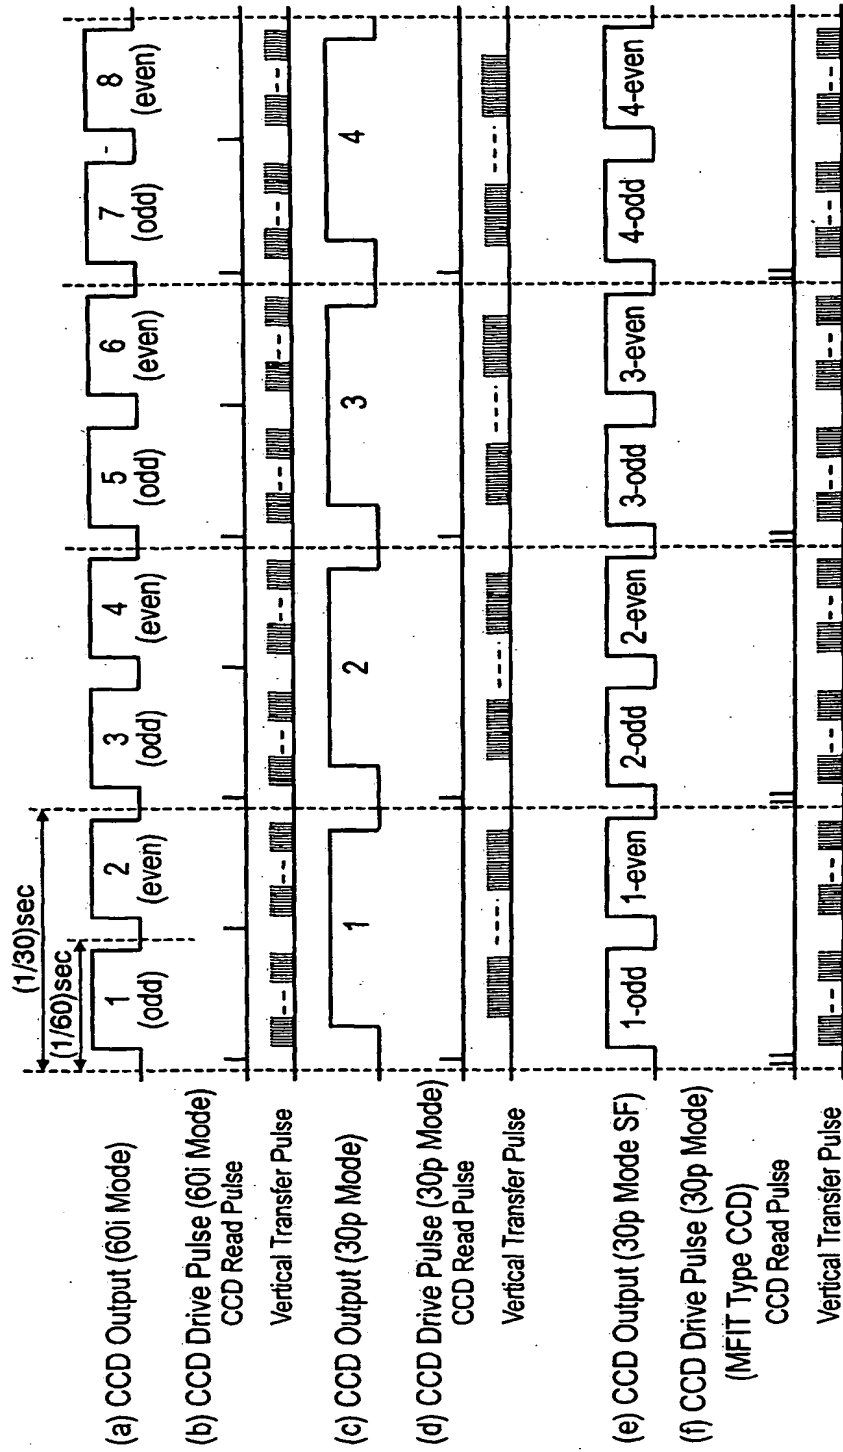 (1/30)sec
(1/60)sec
(a) CCD Output (60i Mode)
1 2 3 4 5 6 7 8
(odd) (even) (odd) (even) (odd) (even) (odd) (even)
(b) CCD Drive Pulse (60i Mode)
CCD Read Pulse
Vertical Transfer Pulse
(c) CCD Output (30p Mode)
1 2 3 4
(d) CCD Drive Pulse (30p Mode)
CCD Read Pulse
Vertical Transfer Pulse
(e) CCD Output (30p Mode SF)
1-odd 1-even 2-odd 2-even 3-odd 3-even 4-odd 4-even
(f) CCD Drive Pulse (30p Mode)
(MFIT Type CCD)
CCD Read Pulse
Vertical Transfer Pulse